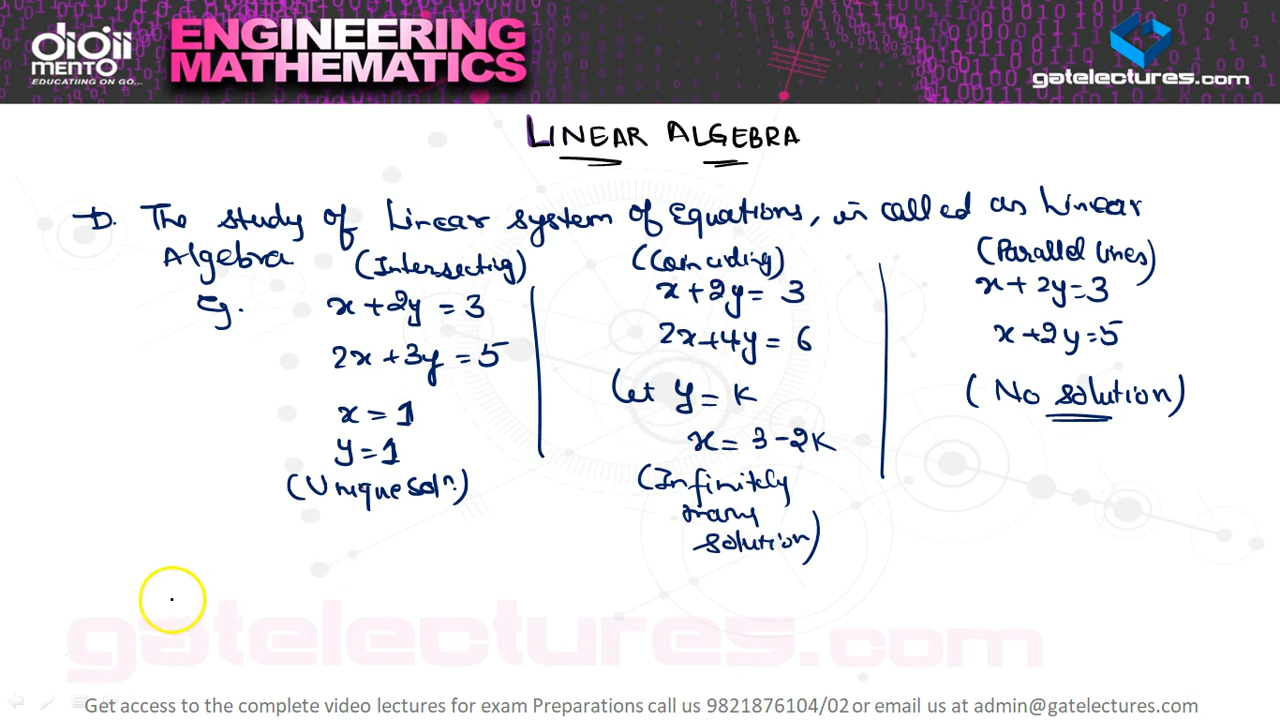 digii
MENTO
EDUCATIING ON GO...
ENGINEERING
MATHEMATICS
gatelectures.com
LINEAR ALGEBRA
D. The study of Linear system of Equations, is called as Linear
Algebra
(Intersecting)
Eg. x + 2y = 3
2x + 3y = 5
x = 1
y = 1
(Unique Soln.)
(Coinciding)
x + 2y = 3
2x + 4y = 6
Let y = K
x = 3 - 2K
(Infinitely
many
solution)
(Parallel lines)
x + 2y = 3
x + 2y = 5
(No solution)
gatelectures.com
Get access to the complete video lectures for exam Preparations call us 9821876104/02 or email us at admin@gatelectures.com